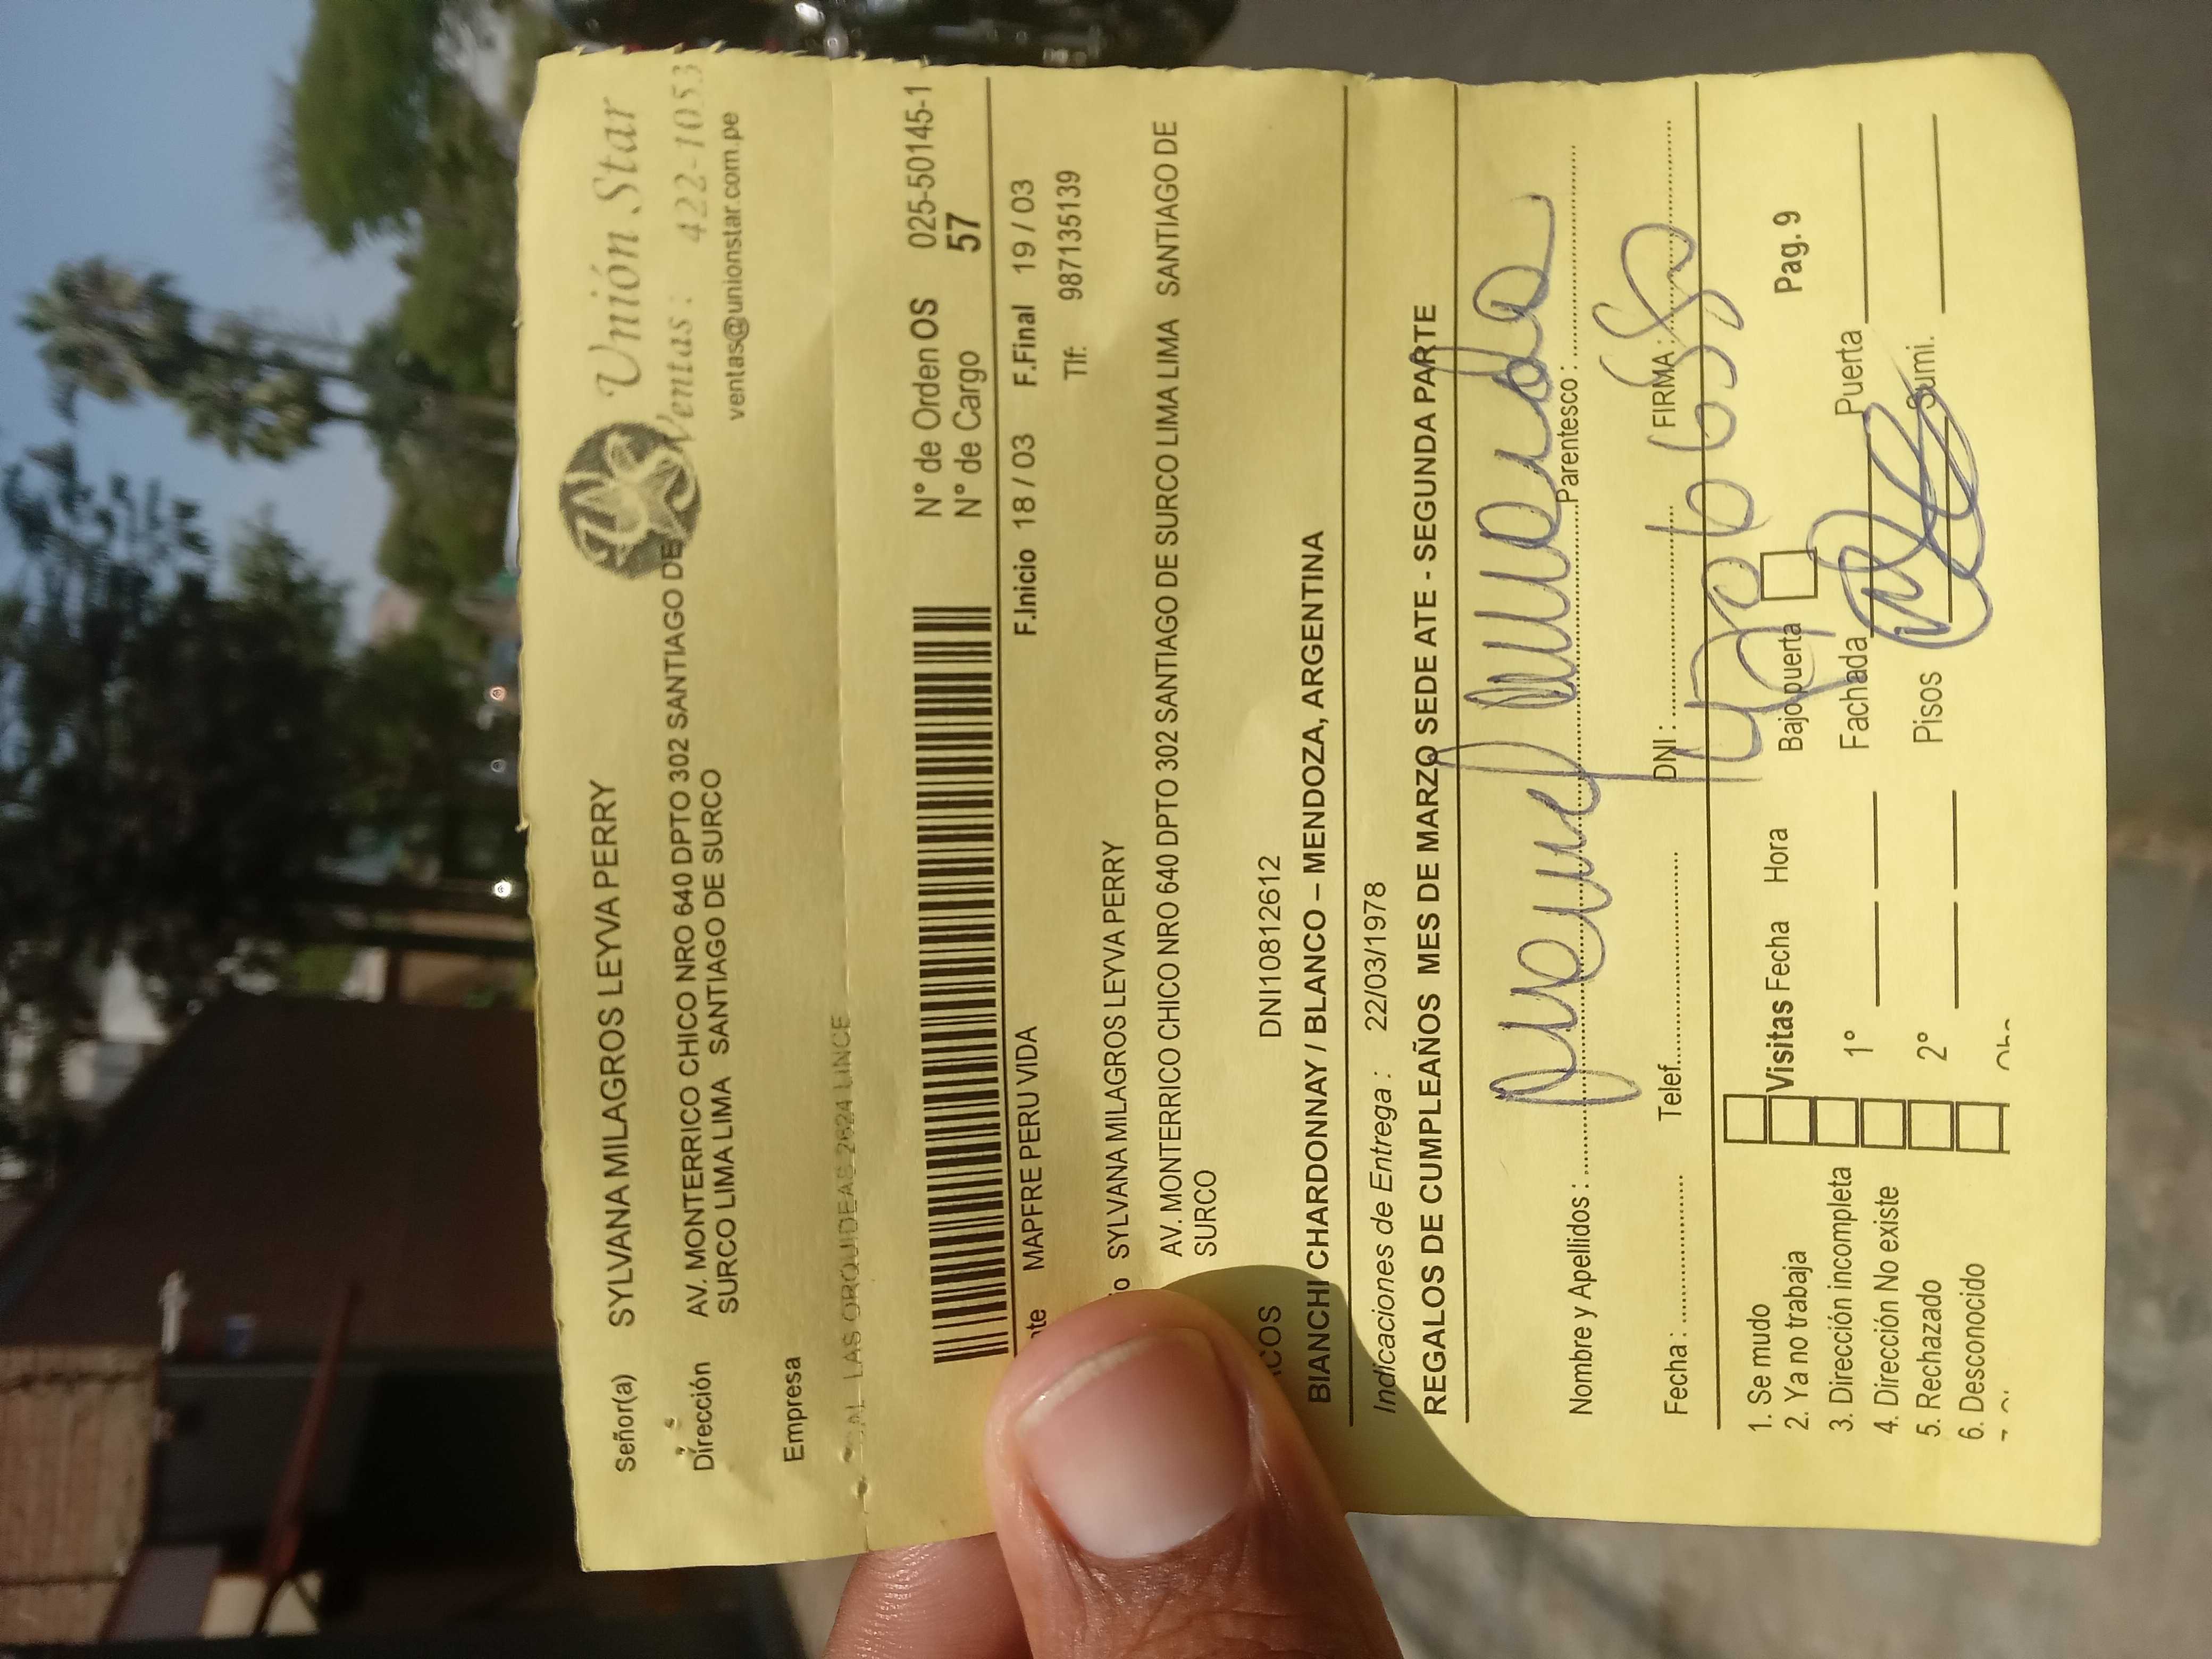 Señor(a) SYLVANA MILAGROS LEYVA PERRY
Unión Star
Ventas: 422-1053
ventas@unionstar.com.pe
Dirección AV. MONTERRICO CHICO NRO 640 DPTO 302 SANTIAGO DE
SURCO LIMA LIMA SANTIAGO DE SURCO
Empresa
LAS ORQUIDEAS 2624 LINCE
N° de Orden OS 025-50145-1
N° de Cargo 57
MAPFRE PERU VIDA F.Inicio 18 / 03 F.Final 19 / 03
Tlf: 987135139
SYLVANA MILAGROS LEYVA PERRY
AV. MONTERRICO CHICO NRO 640 DPTO 302 SANTIAGO DE SURCO LIMA LIMA SANTIAGO DE
SURCO
DNI10812612
BIANCHI CHARDONNAY / BLANCO – MENDOZA, ARGENTINA
Indicaciones de Entrega : 22/03/1978
REGALOS DE CUMPLEAÑOS MES DE MARZO SEDE ATE - SEGUNDA PARTE
Nombre y Apellidos : Parentesco :
Fecha : Telef. DNI : FIRMA :
1. Se mudo
2. Ya no trabaja Visitas Fecha Hora Bajo puerta Pag. 9
3. Dirección incompleta
4. Dirección No existe 1° Fachada Puerta
5. Rechazado 2° Pisos Sumi.
6. Desconocido